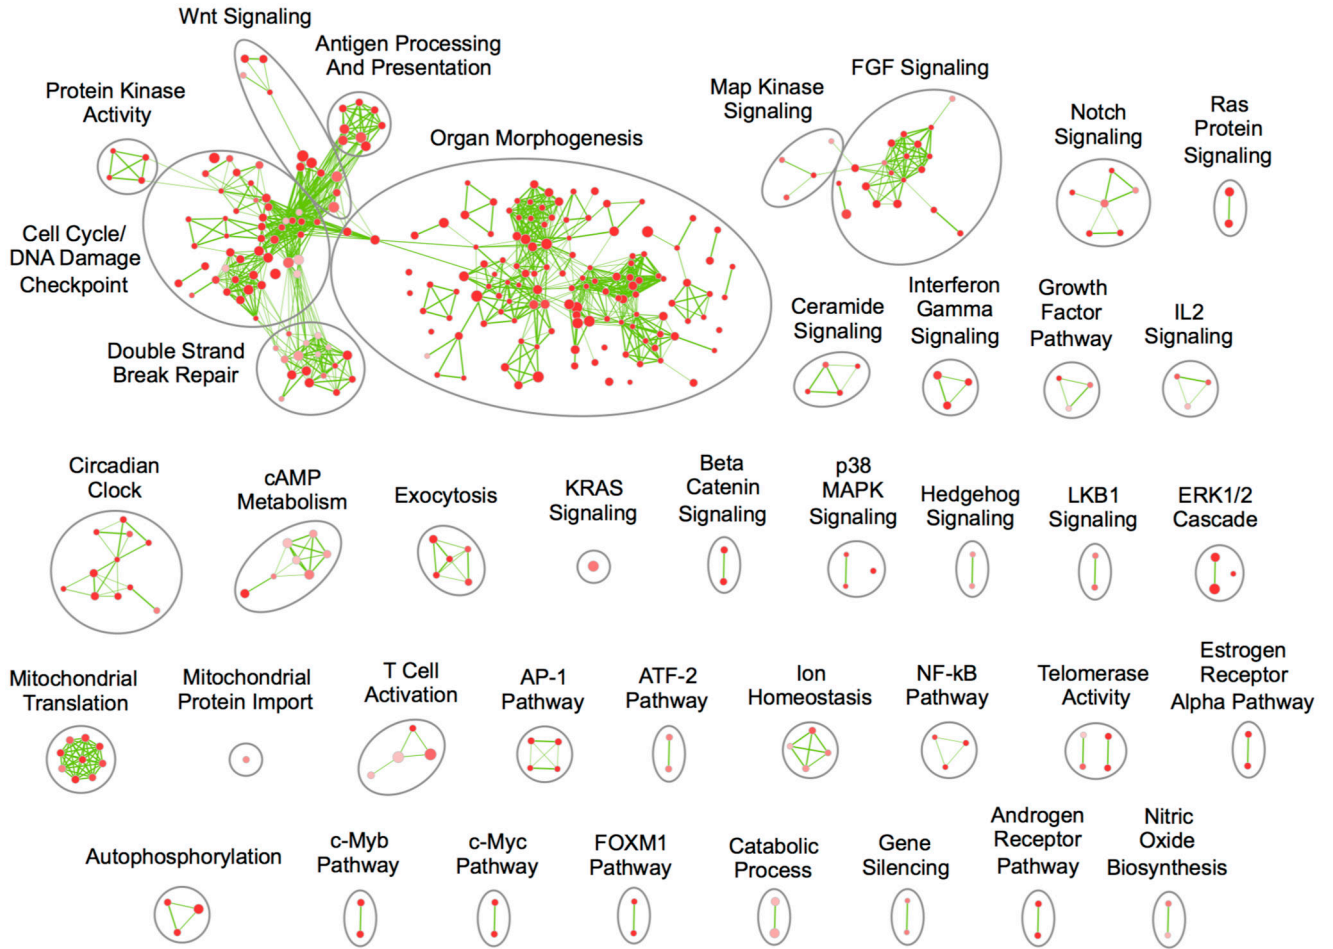 Wnt Signaling
Antigen Processing
And Presentation
Protein Kinase
Activity
Organ Morphogenesis
Map Kinase
Signaling
FGF Signaling
Notch
Signaling
Ras
Protein
Signaling
Cell Cycle/
DNA Damage
Checkpoint
Double Strand
Break Repair
Ceramide
Signaling
Interferon
Gamma
Signaling
Growth
Factor
Pathway
IL2
Signaling
Circadian
Clock
cAMP
Metabolism
Exocytosis
KRAS
Signaling
Beta
Catenin
Signaling
p38
MAPK
Signaling
Hedgehog
Signaling
LKB1
Signaling
ERK1/2
Cascade
Mitochondrial
Translation
Mitochondrial
Protein Import
T Cell
Activation
AP-1
Pathway
ATF-2
Pathway
Ion
Homeostasis
NF-kB
Pathway
Telomerase
Activity
Estrogen
Receptor
Alpha Pathway
Autophosphorylation
c-Myb
Pathway
c-Myc
Pathway
FOXM1
Pathway
Catabolic
Process
Gene
Silencing
Androgen
Receptor
Pathway
Nitric
Oxide
Biosynthesis